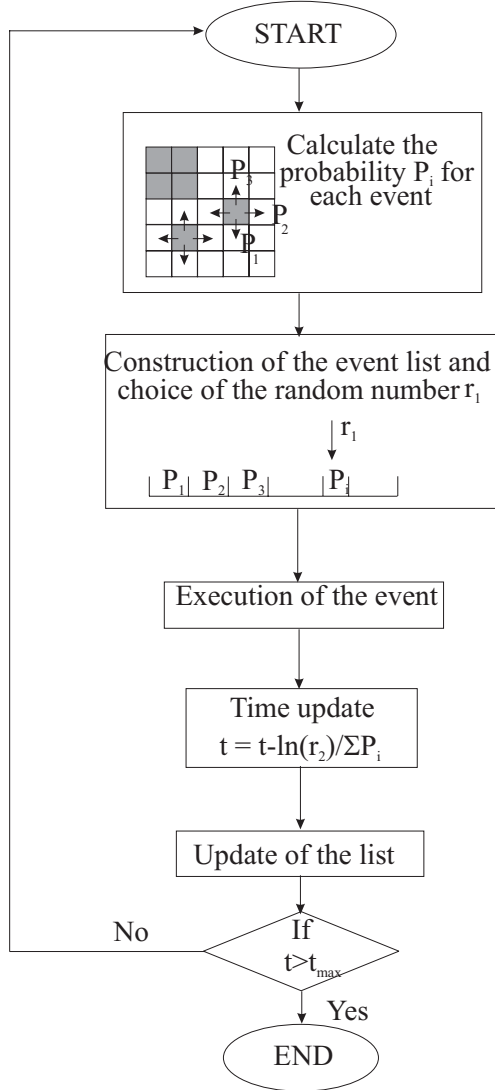 START
Calculate the
probability P_i for
each event
P_3
P_2
P_1
Construction of the event list and
choice of the random number r_1
r_1
P_1 P_2 P_3 P_i
Execution of the event
Time update
t = t-ln(r_2)/ΣP_i
Update of the list
No
If
t>t_max
Yes
END